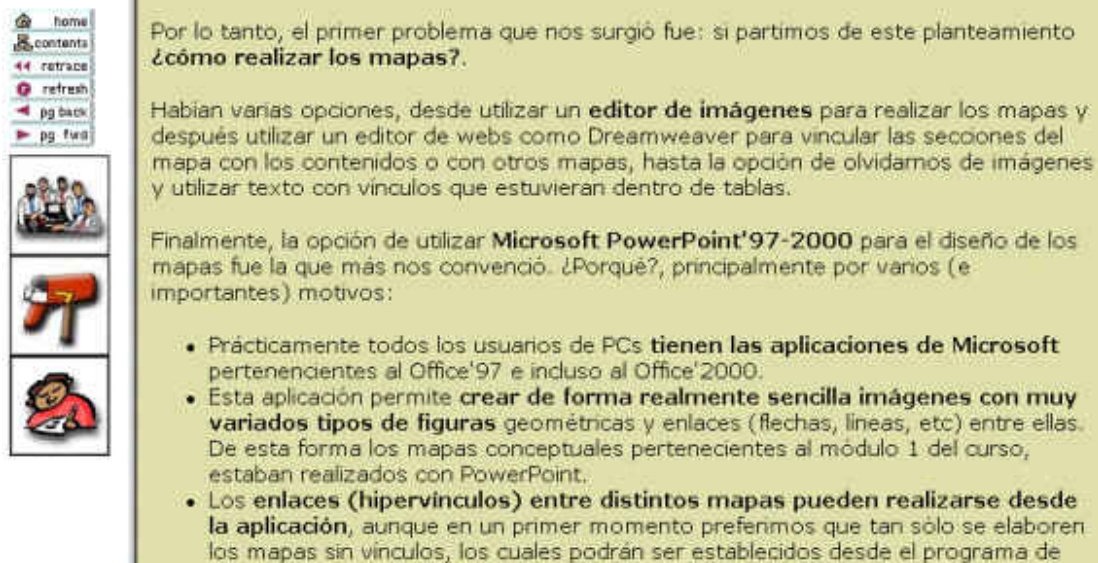 home
contents
retrace
refresh
pg back
pg fwd
Por lo tanto, el primer problema que nos surgió fue: si partimos de este planteamiento
¿cómo realizar los mapas?.
Habían varias opciones, desde utilizar un editor de imágenes para realizar los mapas y
después utilizar un editor de webs como Dreamweaver para vincular las secciones del
mapa con los contenidos o con otros mapas, hasta la opción de olvidarnos de imágenes
y utilizar texto con vínculos que estuvieran dentro de tablas.
Finalmente, la opción de utilizar Microsoft PowerPoint'97-2000 para el diseño de los
mapas fue la que más nos convenció. ¿Porqué?, principalmente por varios (e
importantes) motivos:
• Prácticamente todos los usuarios de PCs tienen las aplicaciones de Microsoft
pertenencientes al Office'97 e incluso al Office'2000.
• Esta aplicación permite crear de forma realmente sencilla imágenes con muy
variados tipos de figuras geométricas y enlaces (flechas, líneas, etc) entre ellas.
De esta forma los mapas conceptuales pertenecientes al módulo 1 del curso,
estaban realizados con PowerPoint.
• Los enlaces (hipervínculos) entre distintos mapas pueden realizarse desde
la aplicación, aunque en un primer momento preferimos que tan sólo se elaboren
los mapas sin vínculos, los cuales podrán ser establecidos desde el programa de